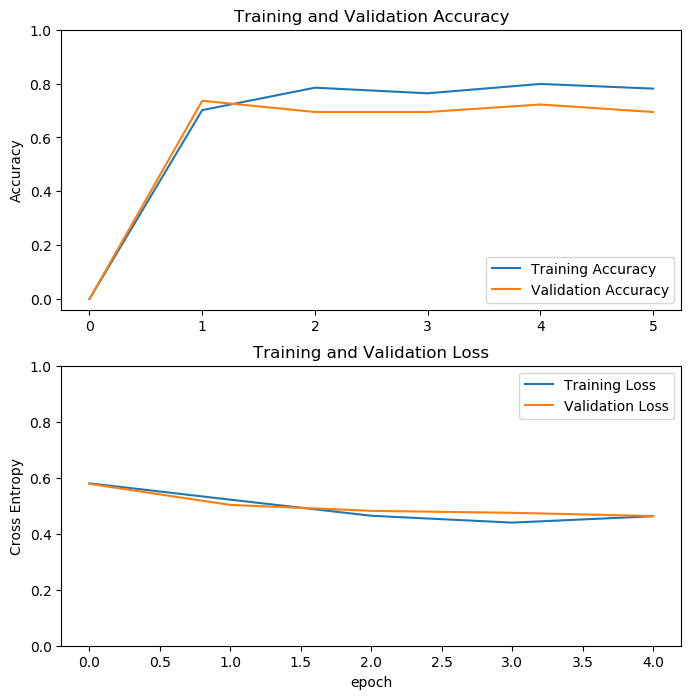 Training and Validation Accuracy
1.0
0.8
0.6
0.4
0.2
0.0
Accuracy
Training Accuracy
Validation Accuracy
0 1 2 3 4 5
Training and Validation Loss
1.0
0.8
0.6
0.4
0.2
0.0
Cross Entropy
Training Loss
Validation Loss
0.0 0.5 1.0 1.5 2.0 2.5 3.0 3.5 4.0
epoch